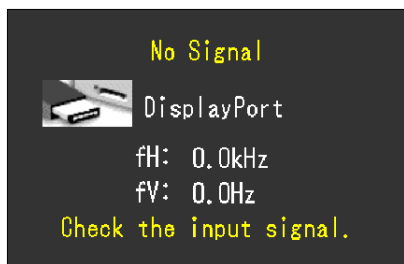 No Signal
DisplayPort
fH: 0.0kHz
fV: 0.0Hz
Check the input signal.